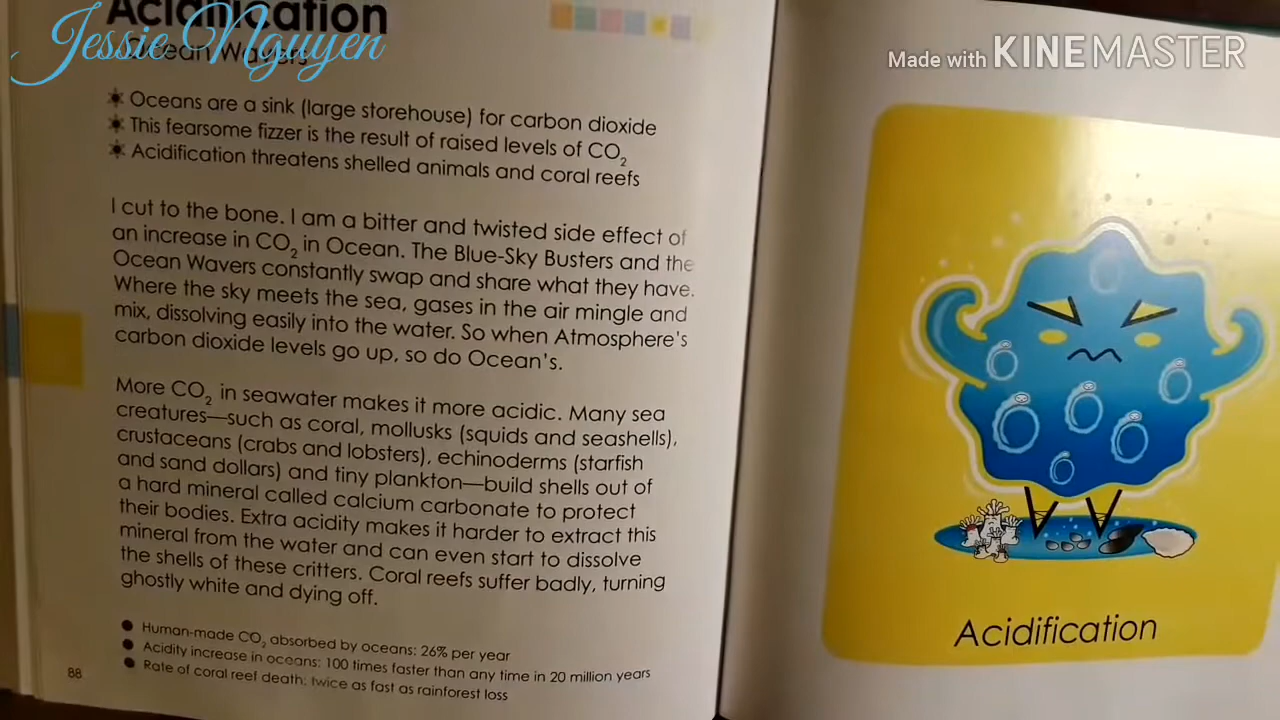 Acidification
Jessie Nguyen
Ocean Wavers
Made with KINEMASTER
Oceans are a sink (large storehouse) for carbon dioxide
This fearsome fizzer is the result of raised levels of CO₂
Acidification threatens shelled animals and coral reefs
I cut to the bone. I am a bitter and twisted side effect of
an increase in CO₂ in Ocean. The Blue-Sky Busters and the
Ocean Wavers constantly swap and share what they have.
Where the sky meets the sea, gases in the air mingle and
mix, dissolving easily into the water. So when Atmosphere's
carbon dioxide levels go up, so do Ocean's.
More CO₂ in seawater makes it more acidic. Many sea
creatures—such as coral, mollusks (squids and seashells),
crustaceans (crabs and lobsters), echinoderms (starfish
and sand dollars) and tiny plankton—build shells out of
a hard mineral called calcium carbonate to protect
their bodies. Extra acidity makes it harder to extract this
mineral from the water and can even start to dissolve
the shells of these critters. Coral reefs suffer badly, turning
ghostly white and dying off.
Human-made CO₂ absorbed by oceans: 26% per year
Acidity increase in oceans: 100 times faster than any time in 20 million years
Rate of coral reef death: twice as fast as rainforest loss
88
Acidification